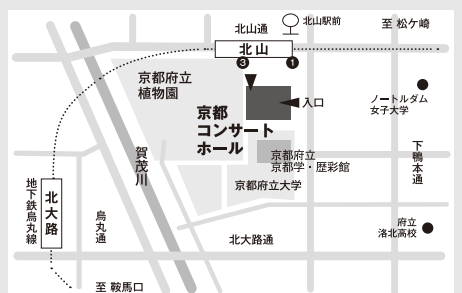 北山通
北山駅前
至 松ケ崎
北山
3
1
京都府立
植物園
入口
京都
コンサート
ホール
ノートルダム
女子大学
賀茂川
京都府立
京都学・歴彩館
下鴨本通
京都府立大学
地下鉄烏丸線
北大路
烏丸通
北大路通
府立
洛北高校
至 鞍馬口